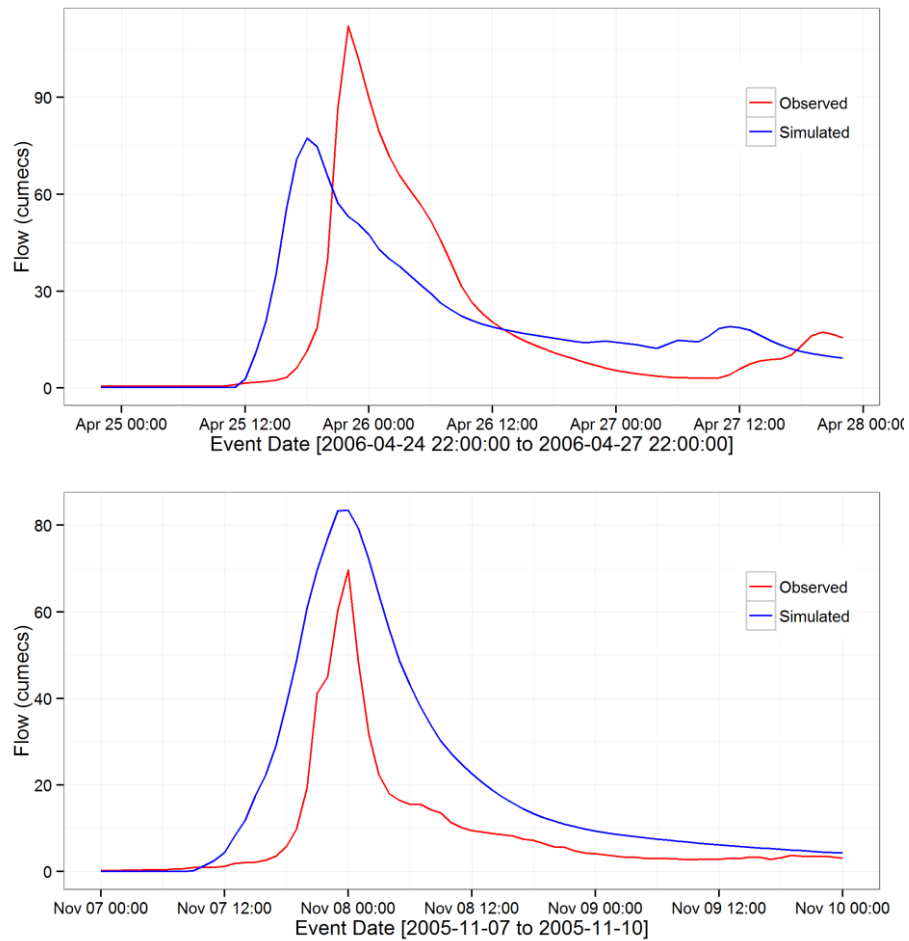 90
60
30
0
Flow (cumecs)
Observed
Simulated
Apr 25 00:00 Apr 25 12:00 Apr 26 00:00 Apr 26 12:00 Apr 27 00:00 Apr 27 12:00 Apr 28 00:00
Event Date [2006-04-24 22:00:00 to 2006-04-27 22:00:00]
80
60
40
20
0
Flow (cumecs)
Observed
Simulated
Nov 07 00:00 Nov 07 12:00 Nov 08 00:00 Nov 08 12:00 Nov 09 00:00 Nov 09 12:00 Nov 10 00:00
Event Date [2005-11-07 to 2005-11-10]